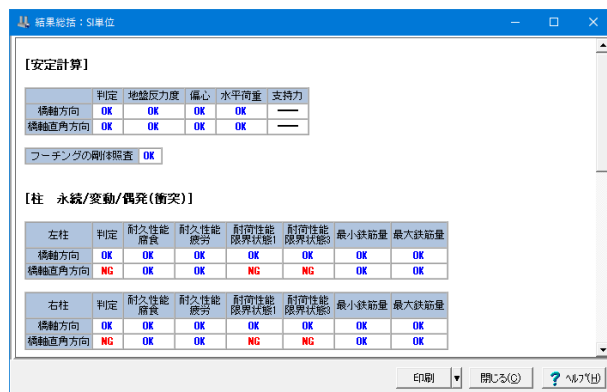 結果総括：SI単位
[安定計算]
判定 地盤反力度 偏心 水平荷重 支持力
橋軸方向 OK OK OK OK ──
橋軸直角方向 OK OK OK OK ──
フーチングの剛体照査 OK
[柱 永続/変動/偶発(衝突)]
左柱 判定 耐久性能 腐食 耐久性能 疲労 耐荷性能 限界状態1 耐荷性能 限界状態3 最小鉄筋量 最大鉄筋量
橋軸方向 OK OK OK OK OK OK OK
橋軸直角方向 NG OK OK NG NG OK OK
右柱 判定 耐久性能 腐食 耐久性能 疲労 耐荷性能 限界状態1 耐荷性能 限界状態3 最小鉄筋量 最大鉄筋量
橋軸方向 OK OK OK OK OK OK OK
橋軸直角方向 NG OK OK NG NG OK OK
印刷 閉じる(C) ? ヘルプ(H)